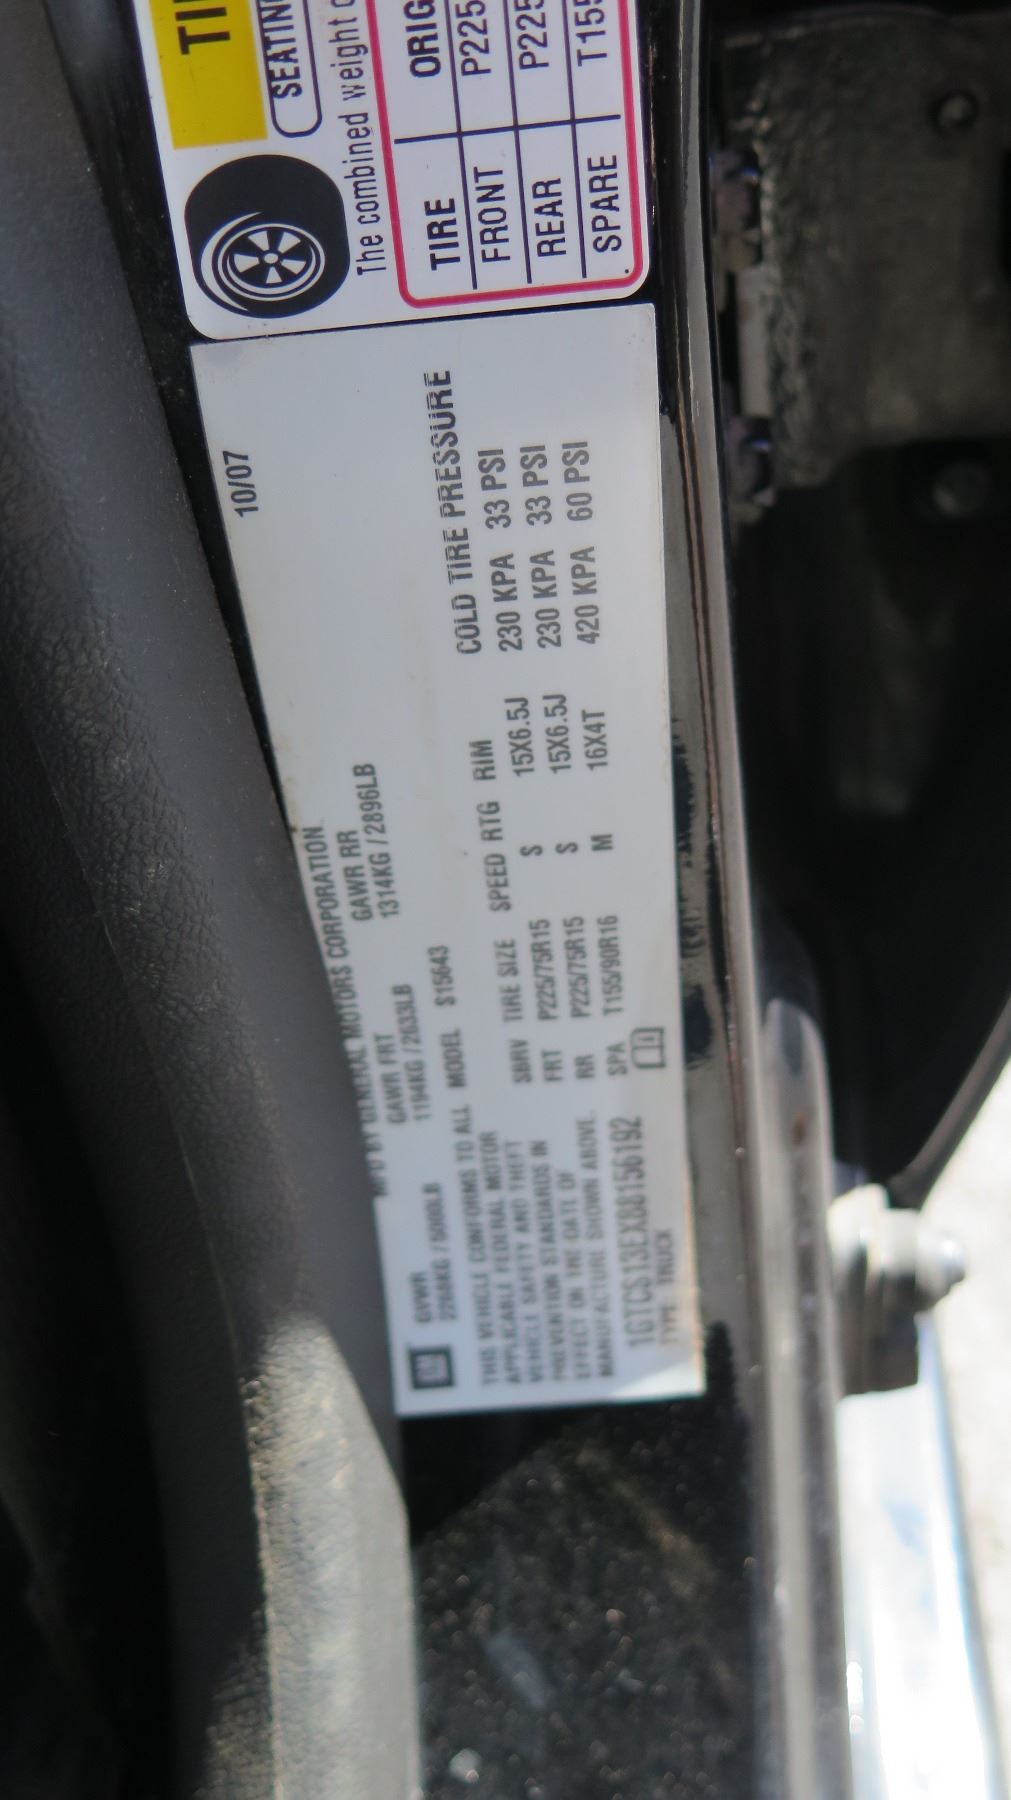 TI
SEATING
The combined weight o
TIRE ORIG
FRONT P225
REAR P225
SPARE T155
10/07
MFD BY GENERAL MOTORS CORPORATION
GVWR GAWR FRT GAWR RR
2268KG / 5000LB 1194KG / 2633LB 1314KG / 2896LB
THIS VEHICLE CONFORMS TO ALL
APPLICABLE FEDERAL MOTOR
VEHICLE SAFETY AND THEFT
PREVENTION STANDARDS IN
EFFECT ON THE DATE OF
MANUFACTURE SHOWN ABOVE.
MODEL S15643
COLD TIRE PRESSURE
SBRV TIRE SIZE SPEED RTG RIM
FRT P225/75R15 S 15X6.5J 230 KPA 33 PSI
RR P225/75R15 S 15X6.5J 230 KPA 33 PSI
SPA T155/90R16 M 16X4T 420 KPA 60 PSI
1GTCS13EX88156192
TYPE: TRUCK
GM